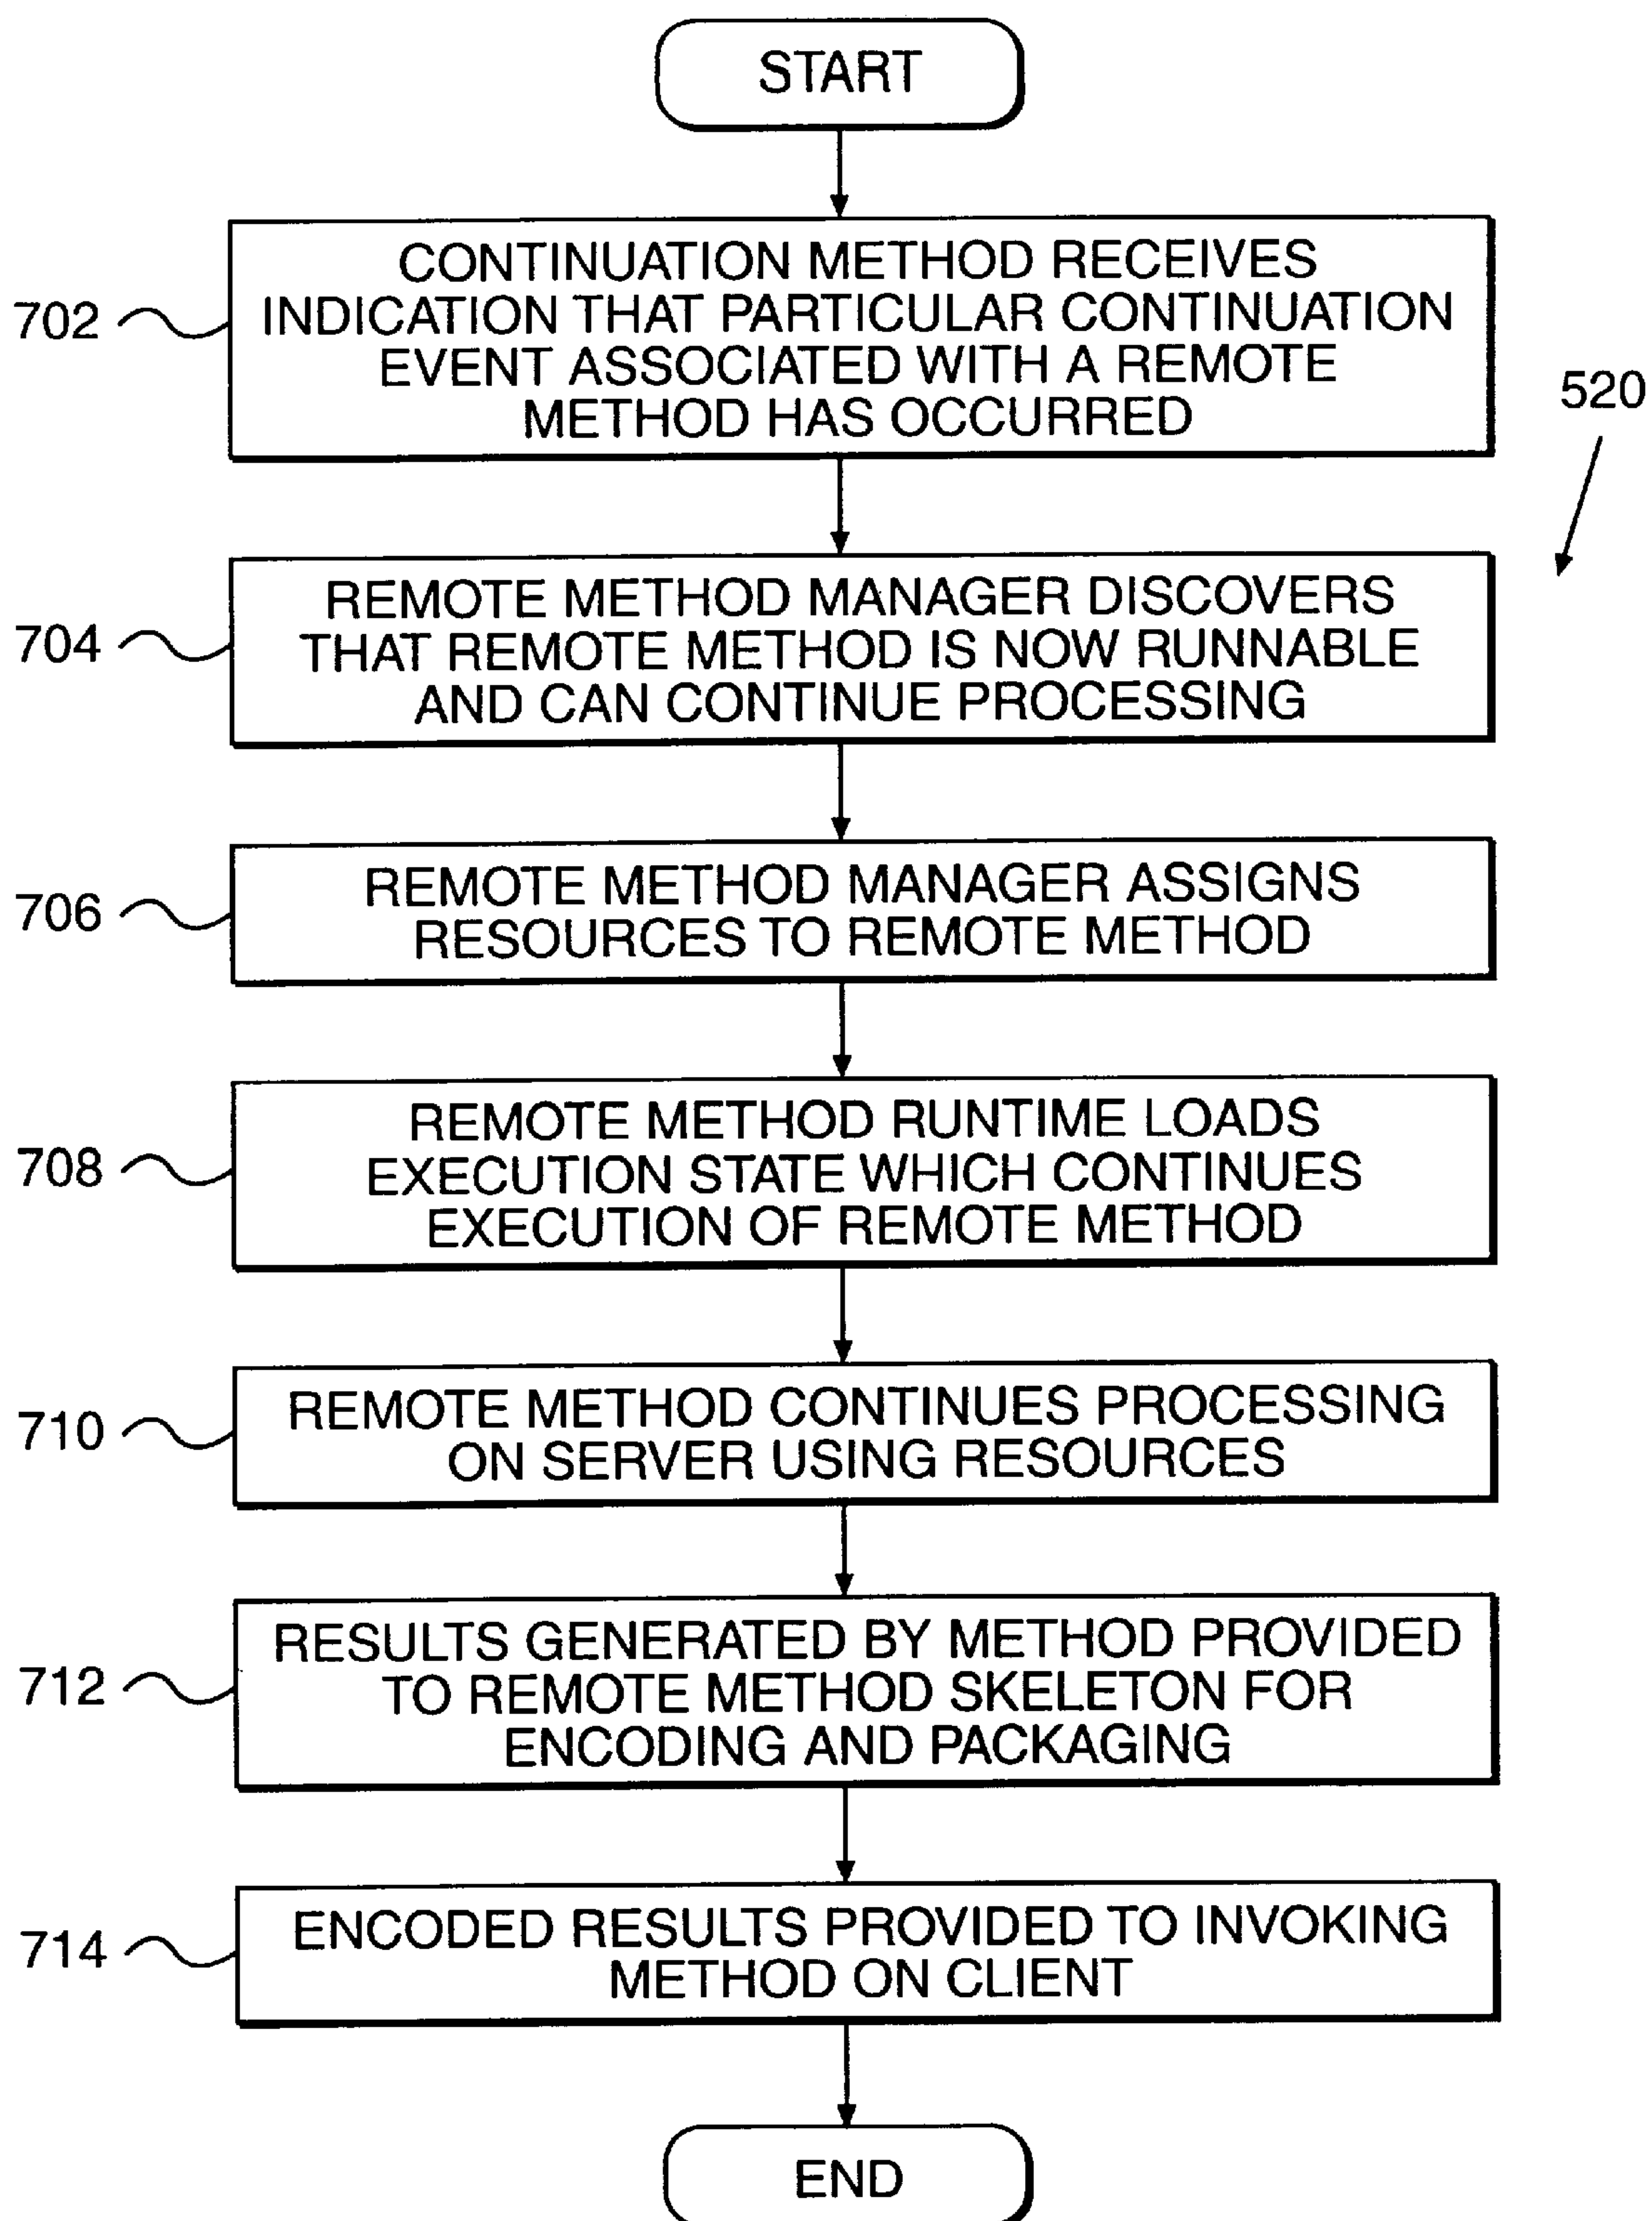 START
702
CONTINUATION METHOD RECEIVES
INDICATION THAT PARTICULAR CONTINUATION
EVENT ASSOCIATED WITH A REMOTE
METHOD HAS OCCURRED
520
704
REMOTE METHOD MANAGER DISCOVERS
THAT REMOTE METHOD IS NOW RUNNABLE
AND CAN CONTINUE PROCESSING
706
REMOTE METHOD MANAGER ASSIGNS
RESOURCES TO REMOTE METHOD
708
REMOTE METHOD RUNTIME LOADS
EXECUTION STATE WHICH CONTINUES
EXECUTION OF REMOTE METHOD
710
REMOTE METHOD CONTINUES PROCESSING
ON SERVER USING RESOURCES
712
RESULTS GENERATED BY METHOD PROVIDED
TO REMOTE METHOD SKELETON FOR
ENCODING AND PACKAGING
714
ENCODED RESULTS PROVIDED TO INVOKING
METHOD ON CLIENT
END